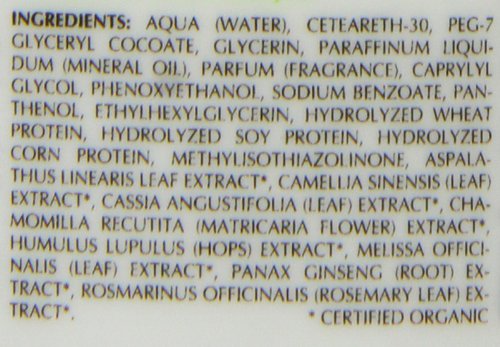 INGREDIENTS: AQUA (WATER), CETEARETH-30, PEG-7
GLYCERYL COCOATE, GLYCERIN, PARAFFINUM LIQUI-
DUM (MINERAL OIL), PARFUM (FRAGRANCE), CAPRYLYL
GLYCOL, PHENOXYETHANOL, SODIUM BENZOATE, PAN-
THENOL, ETHYLHEXYLGLYCERIN, HYDROLYZED WHEAT
PROTEIN, HYDROLYZED SOY PROTEIN, HYDROLYZED
CORN PROTEIN, METHYLISOTHIAZOLINONE, ASPALA-
THUS LINEARIS LEAF EXTRACT*, CAMELLIA SINENSIS (LEAF)
EXTRACT*, CASSIA ANGUSTIFOLIA (LEAF) EXTRACT*, CHA-
MOMILLA RECUTITA (MATRICARIA FLOWER) EXTRACT*,
HUMULUS LUPULUS (HOPS) EXTRACT*, MELISSA OFFICI-
NALIS (LEAF) EXTRACT*, PANAX GINSENG (ROOT) EX-
TRACT*, ROSMARINUS OFFICINALIS (ROSEMARY LEAF) EX-
TRACT*. * CERTIFIED ORGANIC